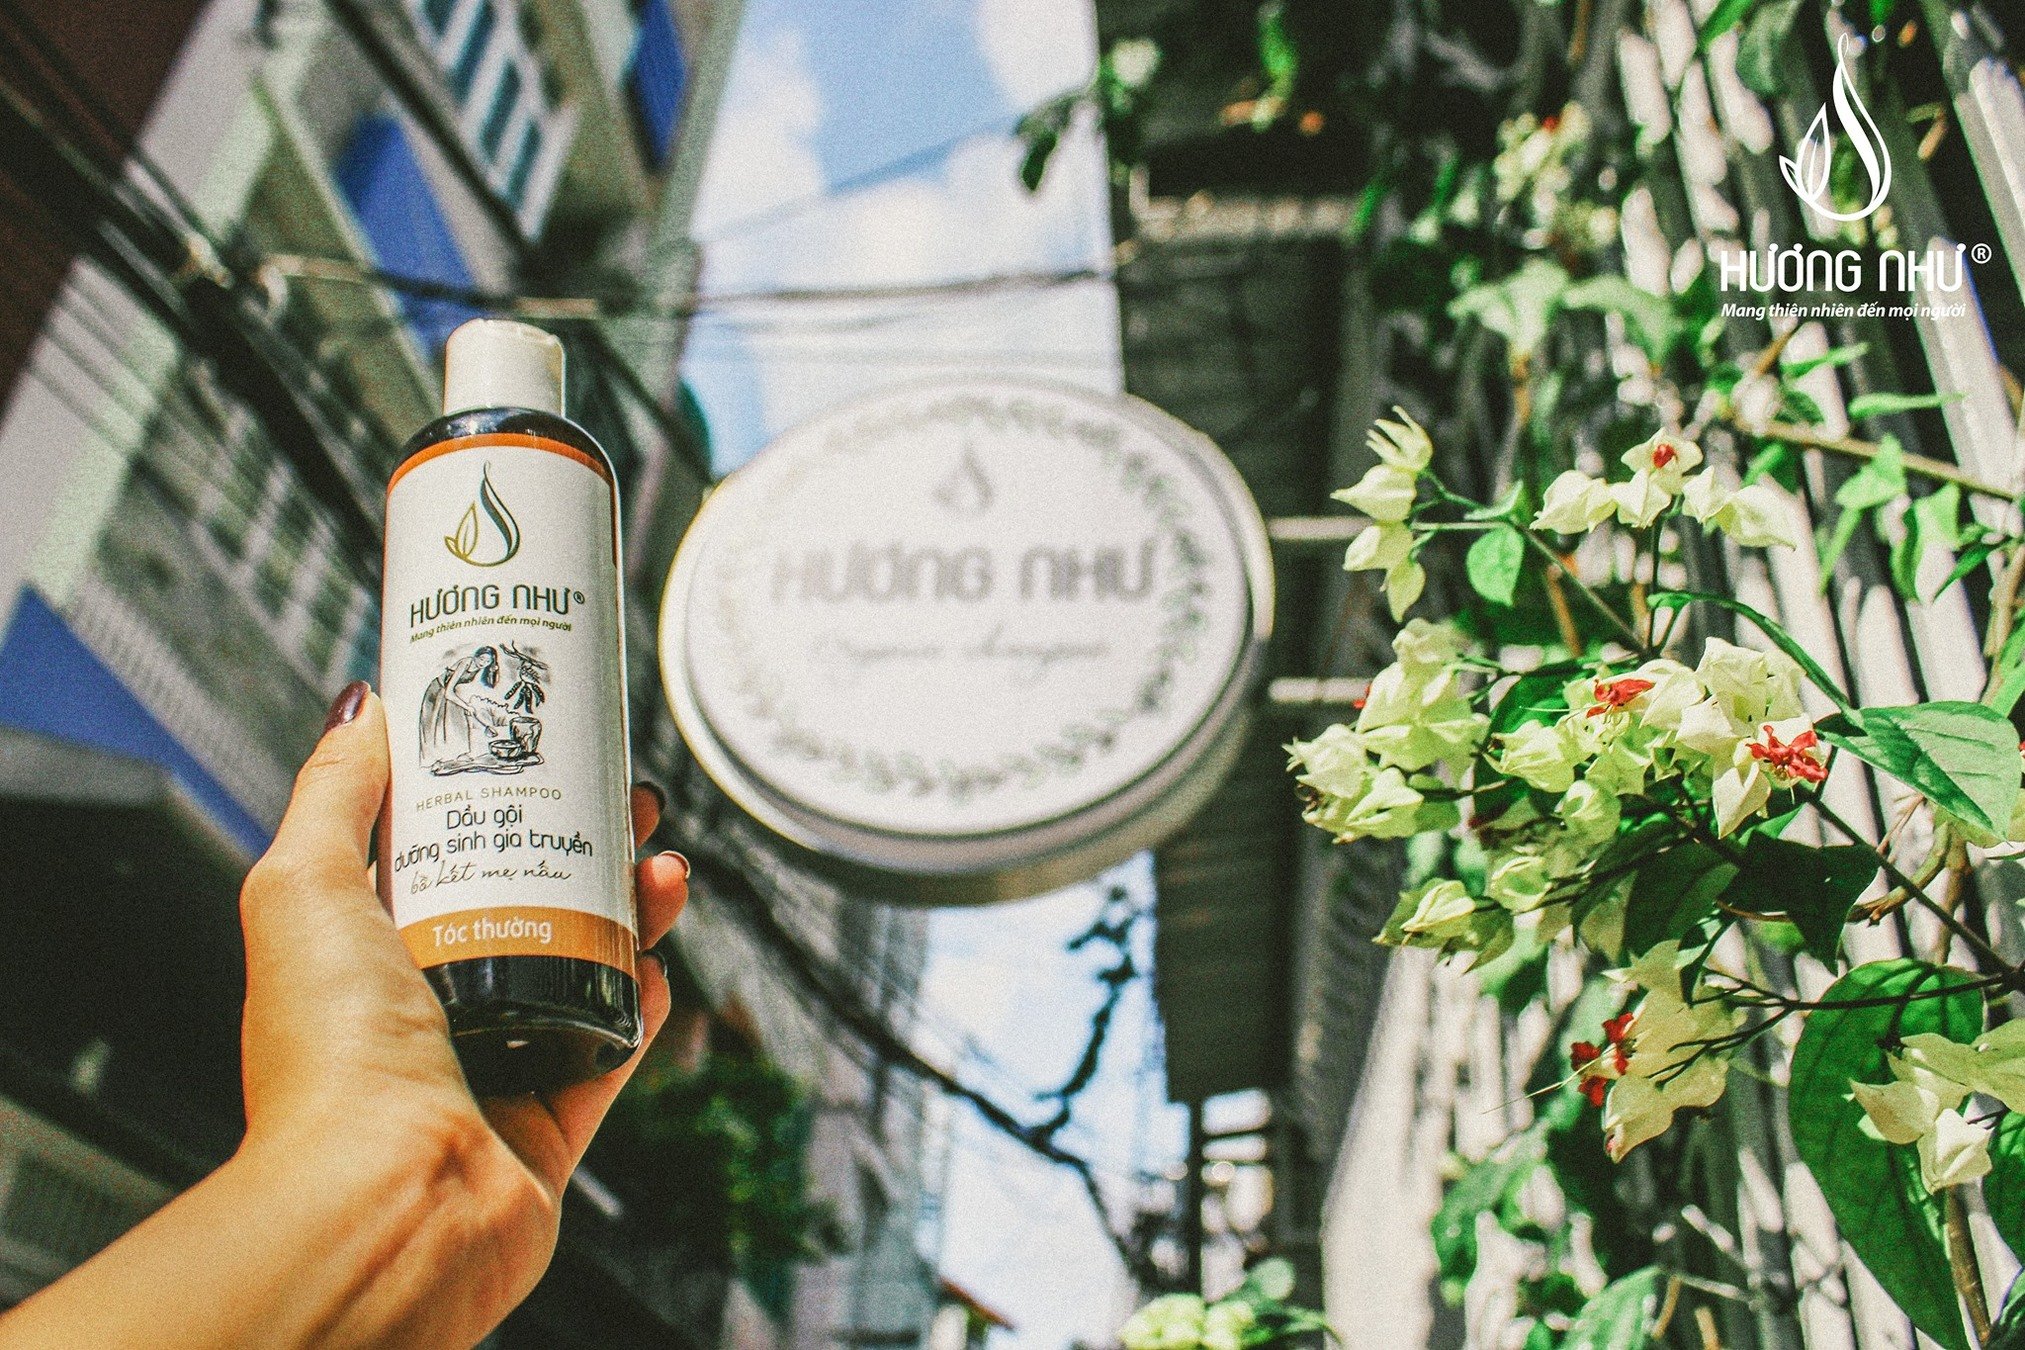 HƯƠNG NHƯ®
Mang thiên nhiên đến mọi người
HƯƠNG NHƯ®
Mang thiên nhiên đến mọi người
HERBAL SHAMPOO
Dầu gội
dưỡng sinh gia truyền
bồ kết mẹ nấu
Tóc thường
HƯƠNG NHƯ